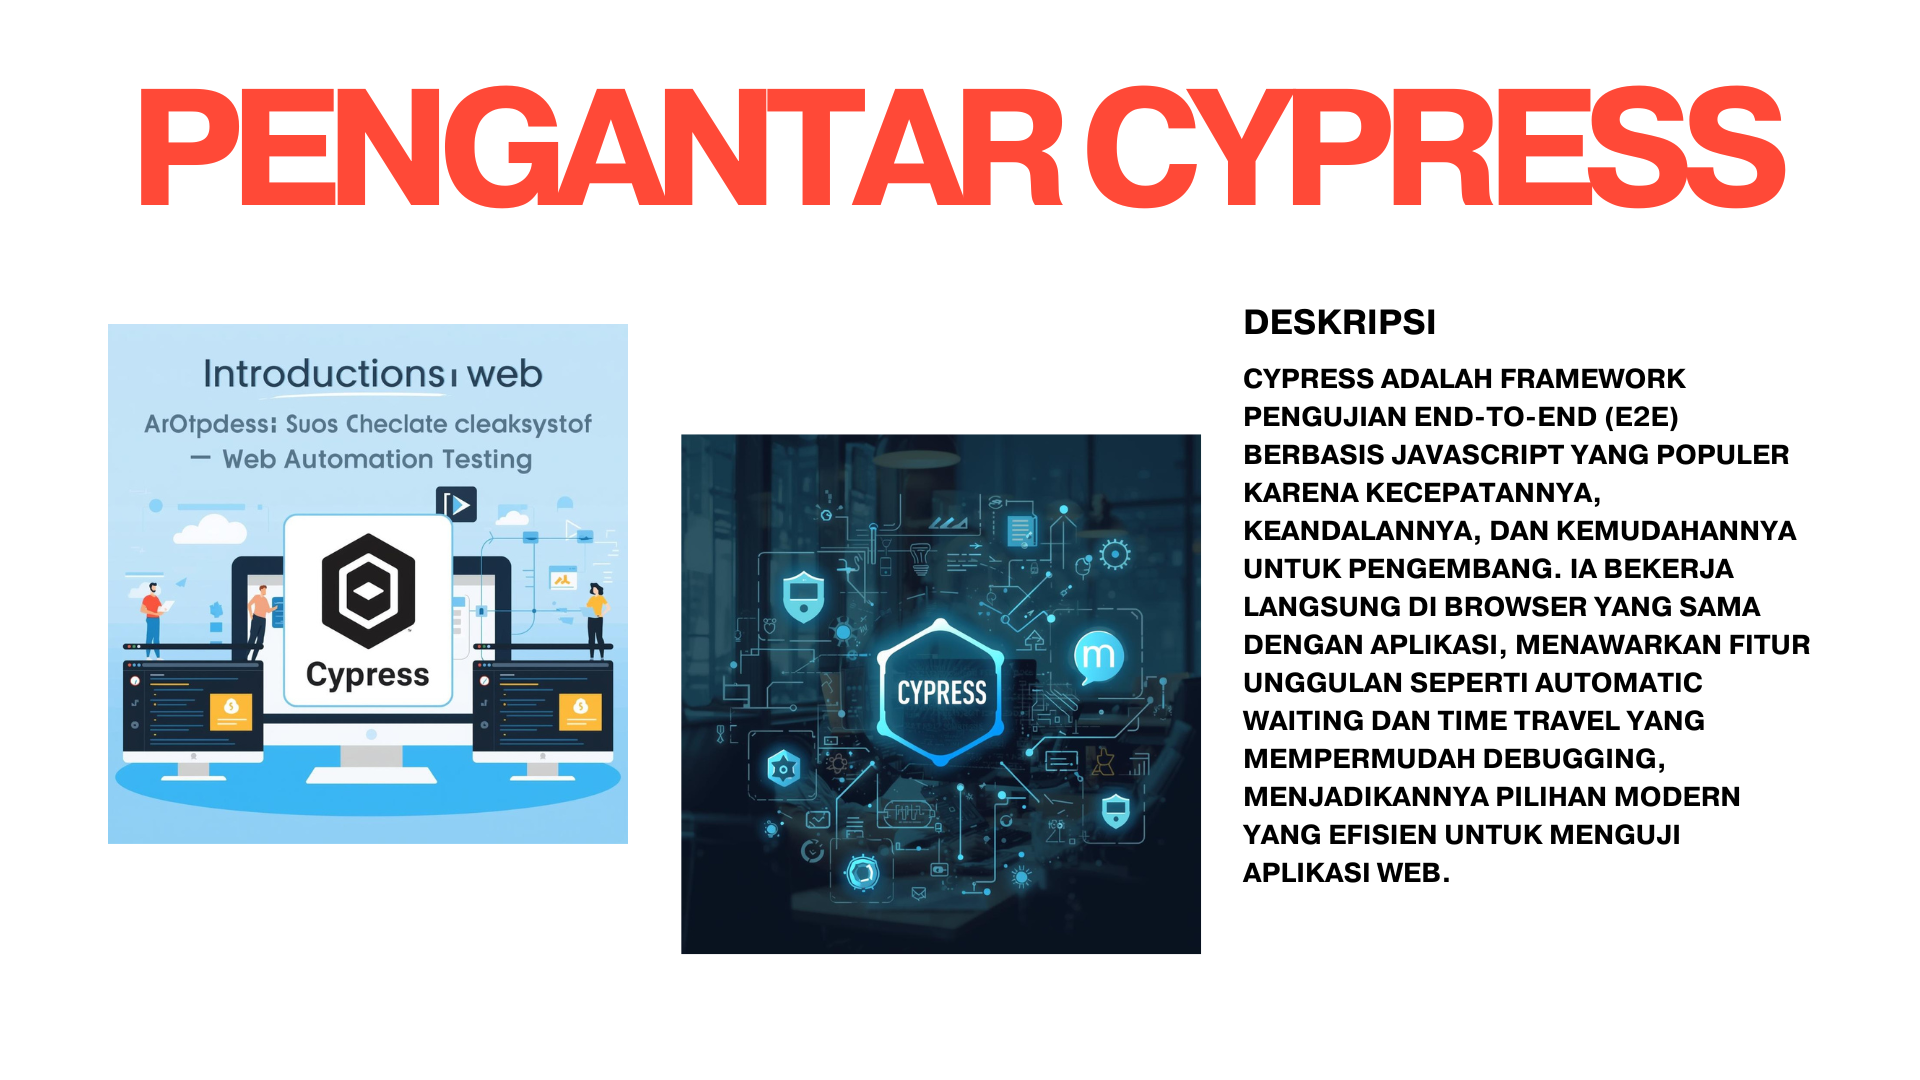 PENGANTAR CYPRESS
Introductions ı web
ArOtpdess: Suos Checlate cleaksystof
— Web Automation Testing
Cypress
CYPRESS
m
DESKRIPSI
CYPRESS ADALAH FRAMEWORK
PENGUJIAN END-TO-END (E2E)
BERBASIS JAVASCRIPT YANG POPULER
KARENA KECEPATANNYA,
KEANDALANNYA, DAN KEMUDAHANNYA
UNTUK PENGEMBANG. IA BEKERJA
LANGSUNG DI BROWSER YANG SAMA
DENGAN APLIKASI, MENAWARKAN FITUR
UNGGULAN SEPERTI AUTOMATIC
WAITING DAN TIME TRAVEL YANG
MEMPERMUDAH DEBUGGING,
MENJADIKANNYA PILIHAN MODERN
YANG EFISIEN UNTUK MENGUJI
APLIKASI WEB.